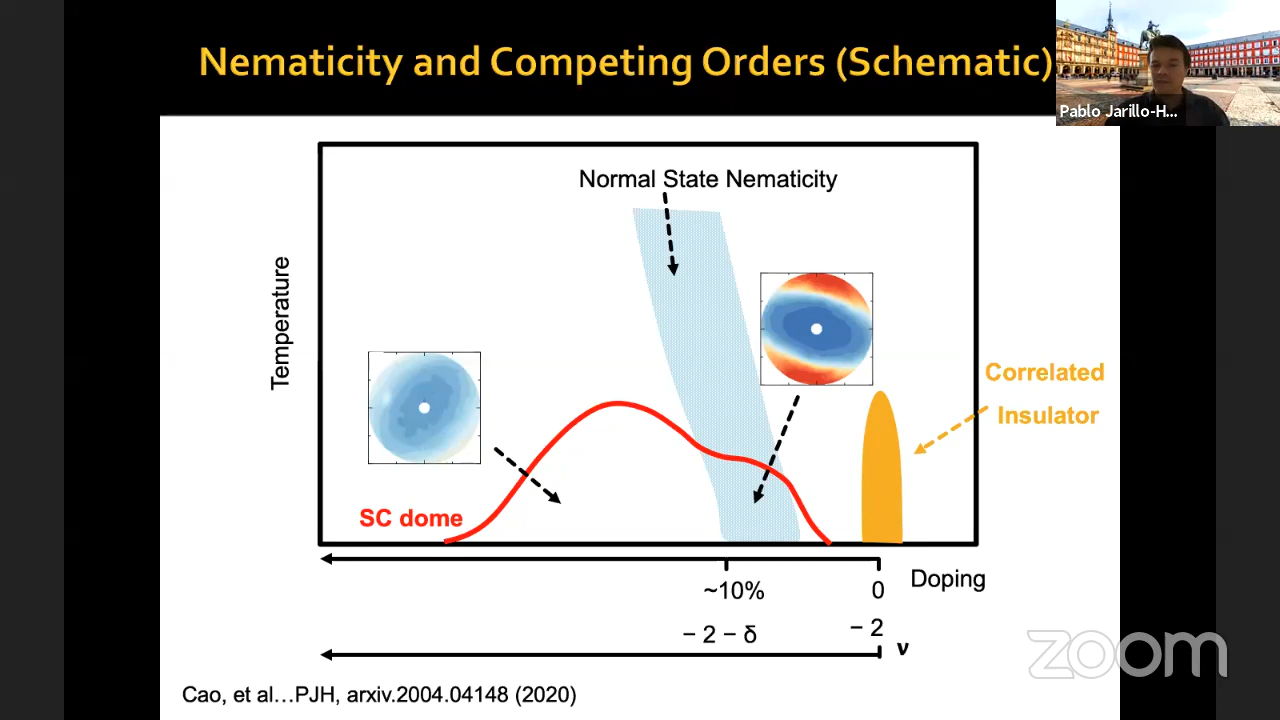 Nematicity and Competing Orders (Schematic)
Pablo Jarillo-H...
Normal State Nematicity
Temperature
Correlated
Insulator
SC dome
~10%
0
Doping
− 2 − δ
− 2
ν
zoom
Cao, et al…PJH, arxiv.2004.04148 (2020)